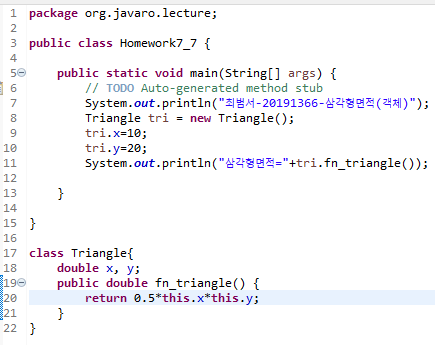 1 package org.javaro.lecture;
2
3 public class Homework7_7 {
4
5 public static void main(String[] args) {
6 // TODO Auto-generated method stub
7 System.out.println("최범서-20191366-삼각형면적(객체)");
8 Triangle tri = new Triangle();
9 tri.x=10;
10 tri.y=20;
11 System.out.println("삼각형면적="+tri.fn_triangle());
12
13 }
14
15 }
16
17 class Triangle{
18 double x, y;
19 public double fn_triangle() {
20 return 0.5*this.x*this.y;
21 }
22 }